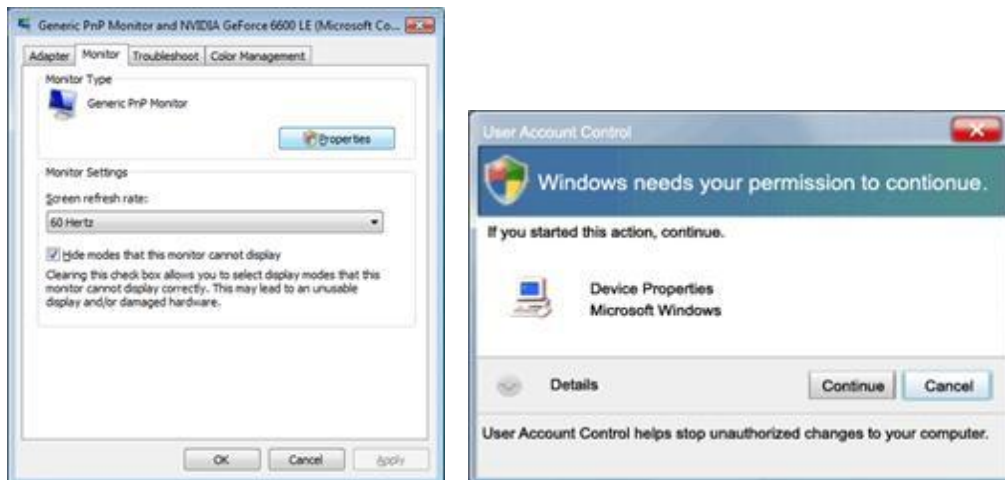 Generic PnP Monitor and NVIDIA GeForce 6600 LE (Microsoft Co...
Adapter Monitor Troubleshoot Color Management
Monitor Type
Generic PnP Monitor
Properties
Monitor Settings
Screen refresh rate:
60 Hertz
Hide modes that this monitor cannot display
Clearing this check box allows you to select display modes that this
monitor cannot display correctly. This may lead to an unusable
display and/or damaged hardware.
OK Cancel Apply
User Account Control
Windows needs your permission to contionue.
If you started this action, continue.
Device Properties
Microsoft Windows
Details Continue Cancel
User Account Control helps stop unauthorized changes to your computer.